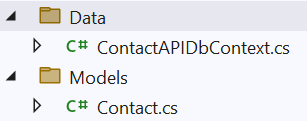 Data
C# ContactAPIDbContext.cs
Models
C# Contact.cs